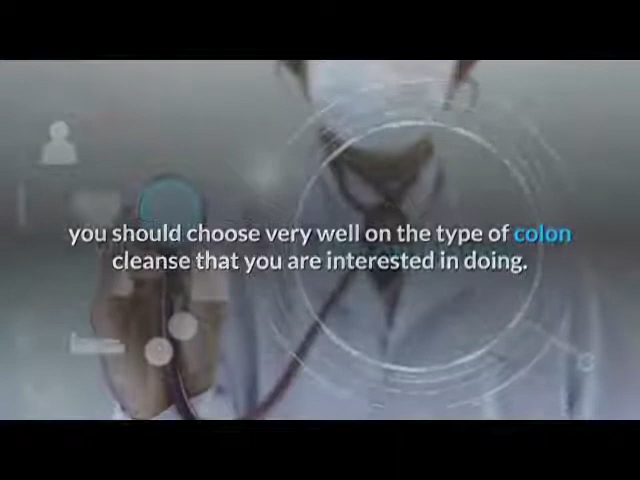 you should choose very well on the type of colon
cleanse that you are interested in doing.